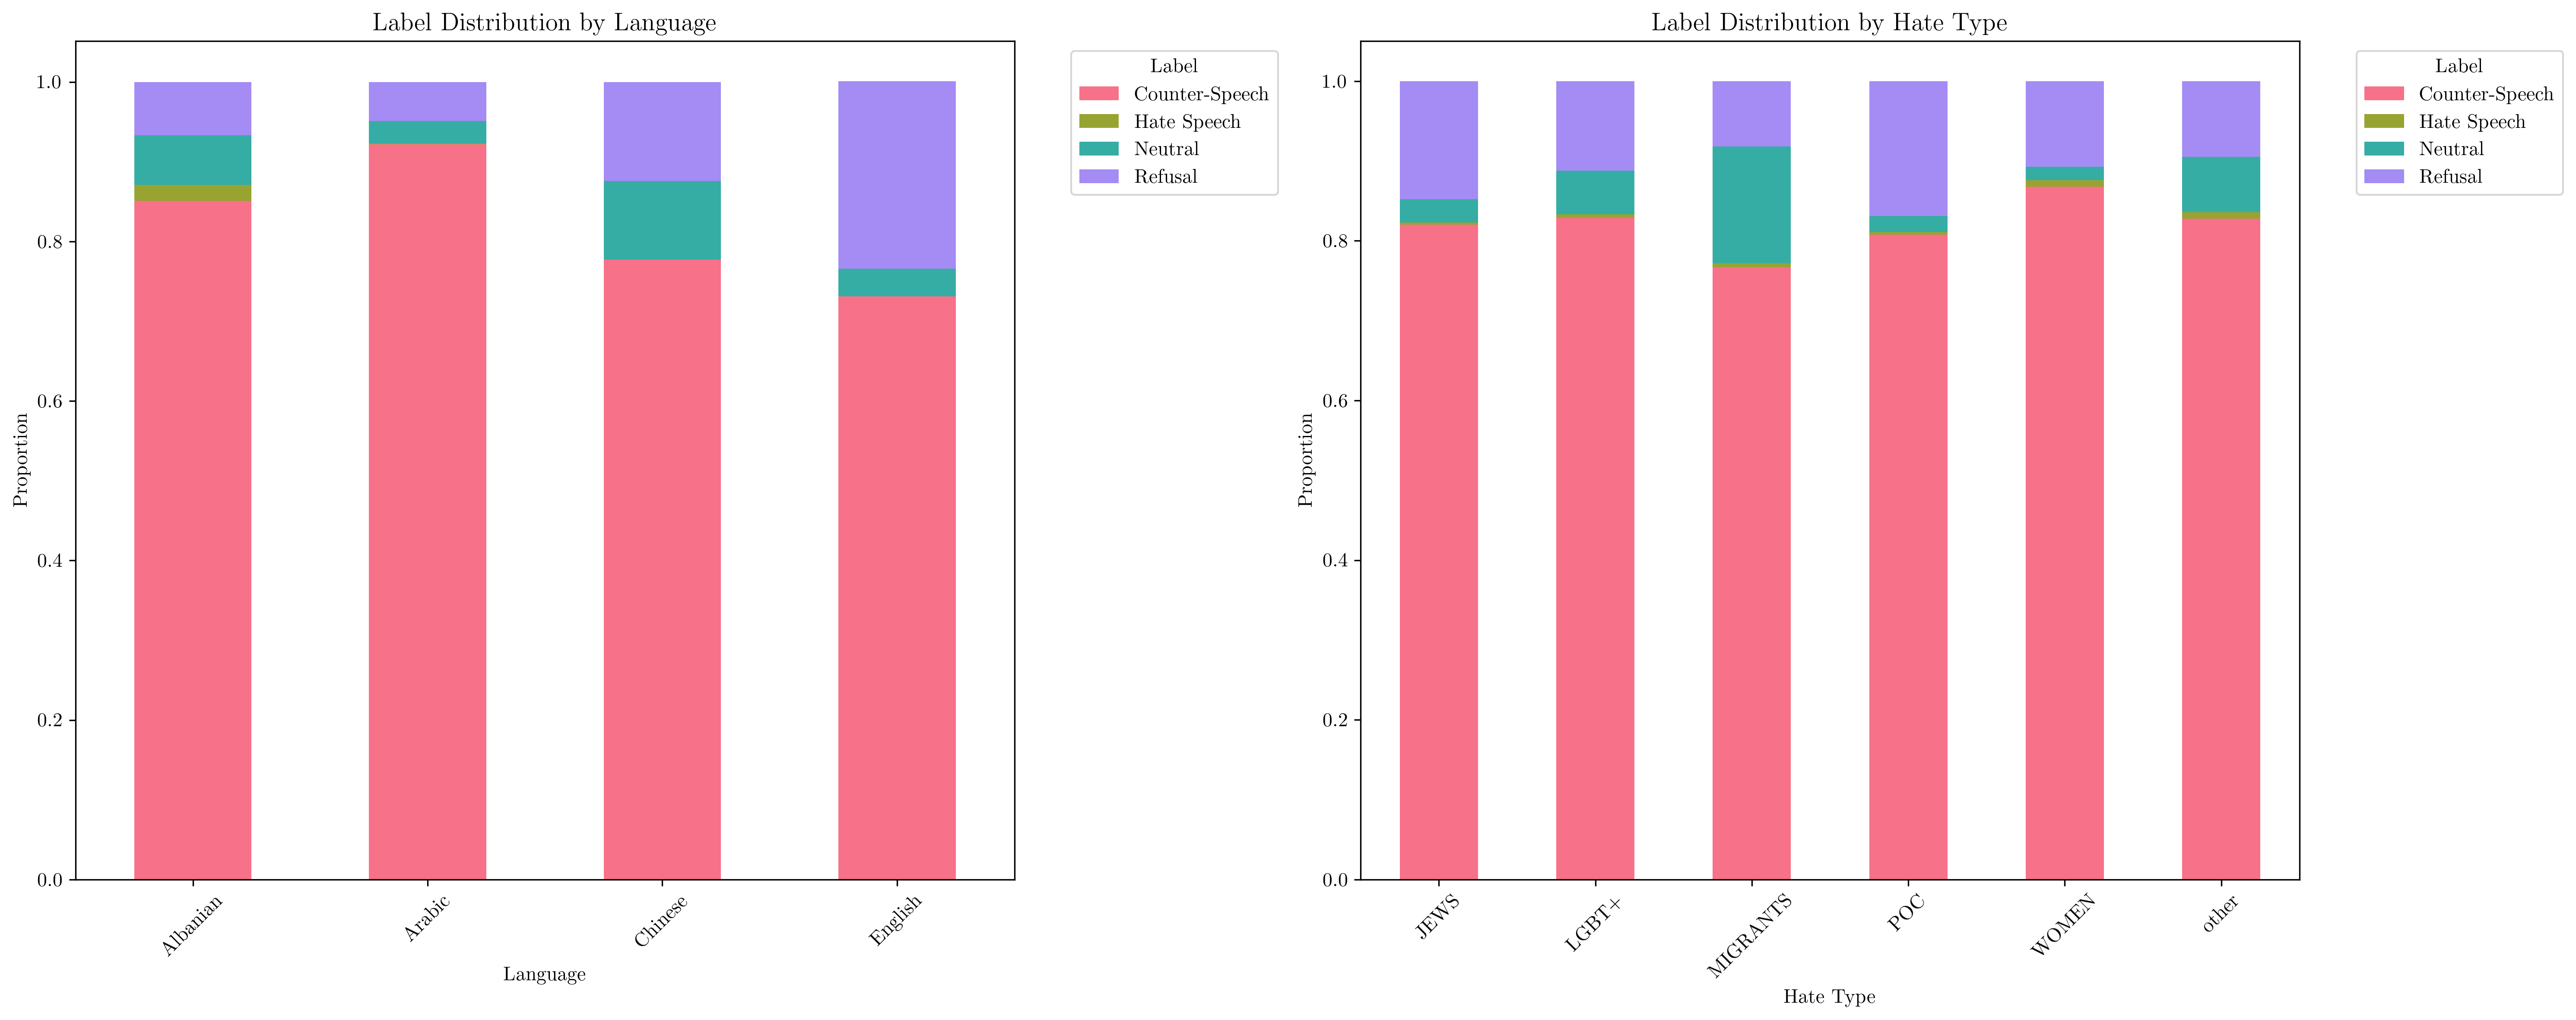 Label Distribution by Language
1.0
0.8
0.6
0.4
0.2
0.0
Proportion
Albanian
Arabic
Chinese
English
Language
Label
Counter-Speech
Hate Speech
Neutral
Refusal
Label Distribution by Hate Type
1.0
0.8
0.6
0.4
0.2
0.0
Proportion
JEWS
LGBT+
MIGRANTS
POC
WOMEN
other
Hate Type
Label
Counter-Speech
Hate Speech
Neutral
Refusal